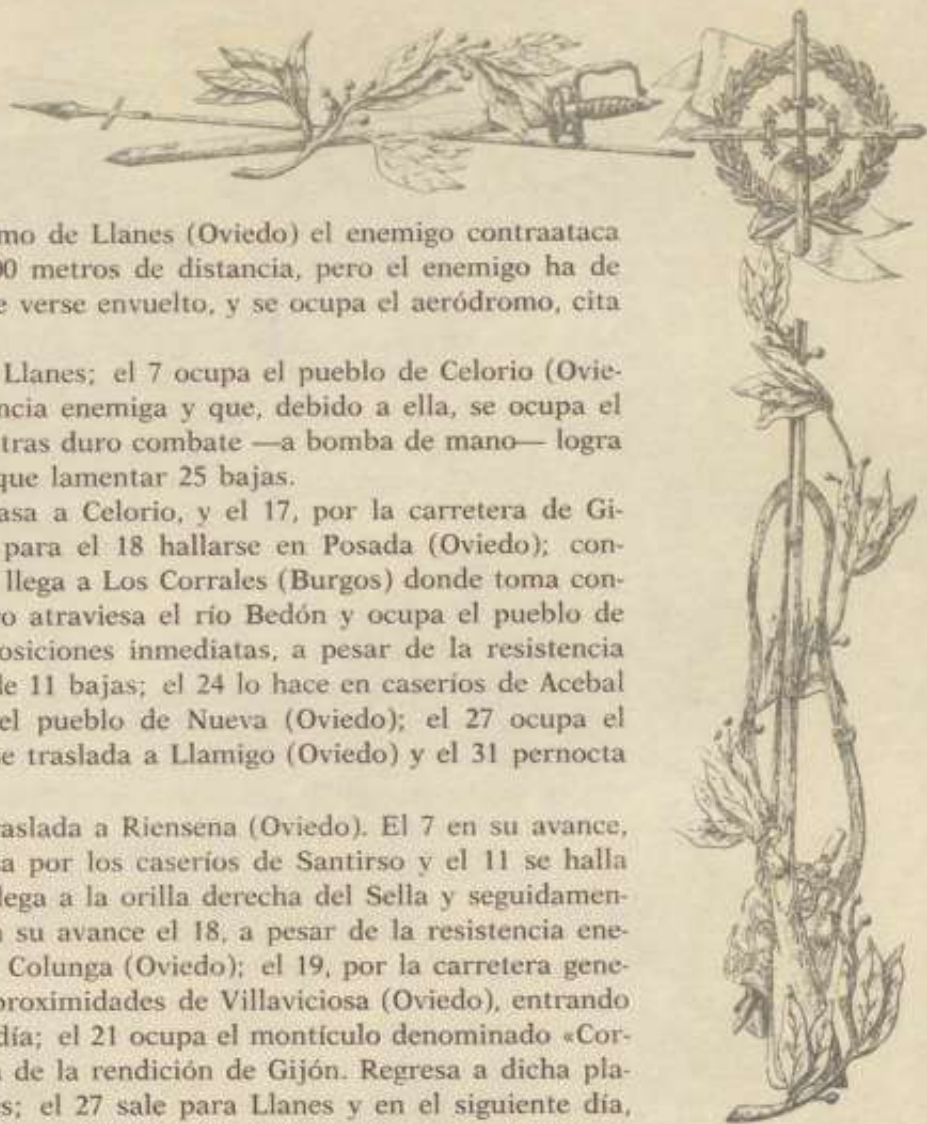 mo de Llanes (Oviedo) el enemigo contraataca
00 metros de distancia, pero el enemigo ha de
e verse envuelto, y se ocupa el aeródromo, cita
Llanes; el 7 ocupa el pueblo de Celorio (Ovie-
ncia enemiga y que, debido a ella, se ocupa el
tras duro combate —a bomba de mano— logra
que lamentar 25 bajas.
asa a Celorio, y el 17, por la carretera de Gi-
para el 18 hallarse en Posada (Oviedo); con-
llega a Los Corrales (Burgos) donde toma con-
ro atraviesa el río Bedón y ocupa el pueblo de
osiciones inmediatas, a pesar de la resistencia
de 11 bajas; el 24 lo hace en caseríos de Acebal
el pueblo de Nueva (Oviedo); el 27 ocupa el
se traslada a Llamigo (Oviedo) y el 31 pernocta
raslada a Riensena (Oviedo). El 7 en su avance,
a por los caseríos de Santirso y el 11 se halla
llega a la orilla derecha del Sella y seguidamen-
n su avance el 18, a pesar de la resistencia ene-
Colunga (Oviedo); el 19, por la carretera gene-
proximidades de Villaviciosa (Oviedo), entrando
día; el 21 ocupa el montículo denominado «Cor-
a de la rendición de Gijón. Regresa a dicha pla-
s; el 27 sale para Llanes y en el siguiente día,